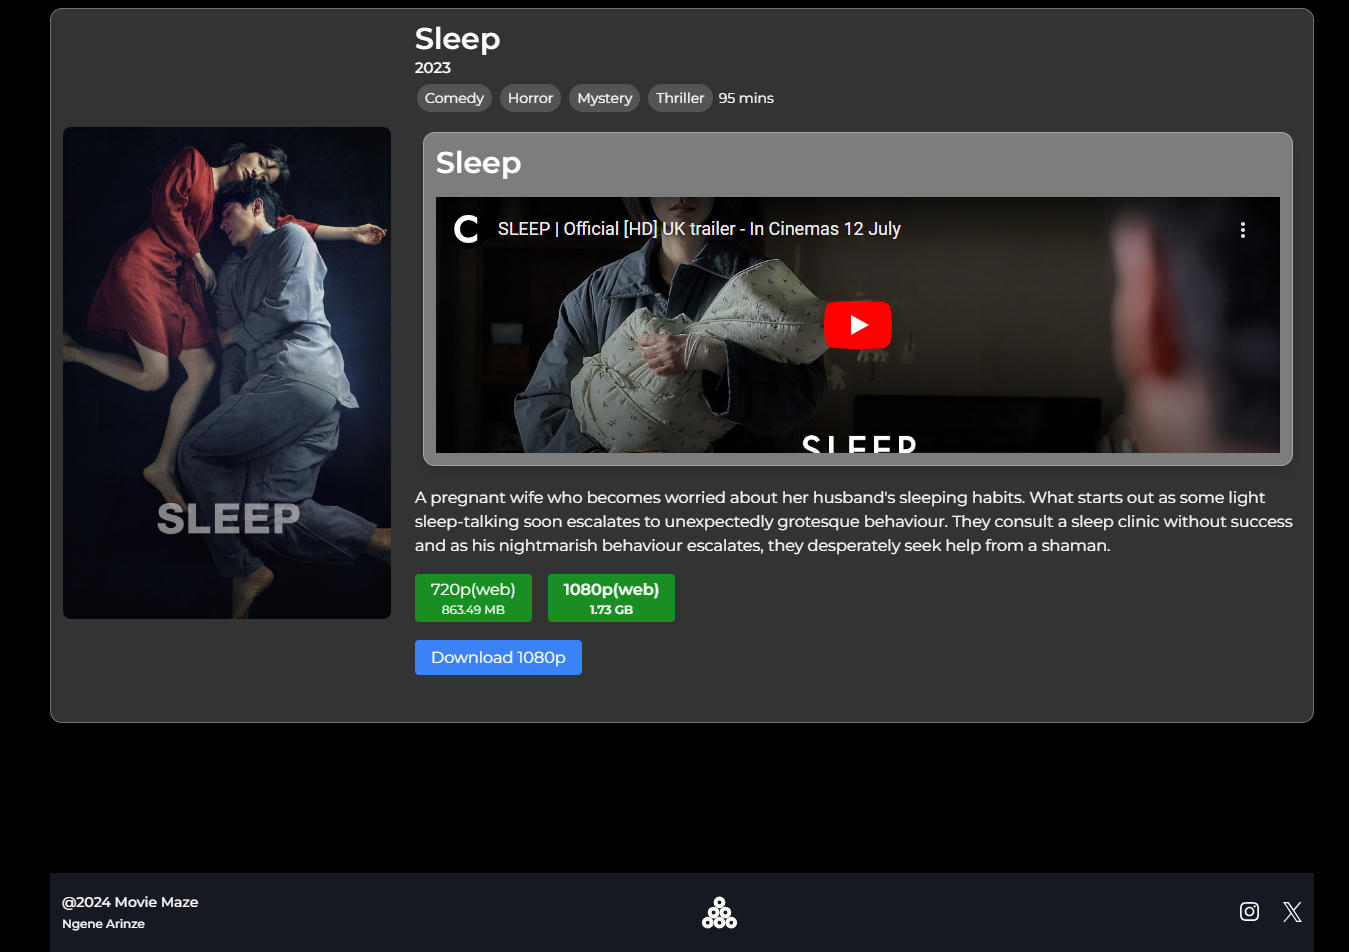 Sleep
2023
Comedy Horror Mystery Thriller 95 mins
SLEEP
Sleep
SLEEP | Official [HD] UK trailer - In Cinemas 12 July
SLEEP
A pregnant wife who becomes worried about her husband's sleeping habits. What starts out as some light
sleep-talking soon escalates to unexpectedly grotesque behaviour. They consult a sleep clinic without success
and as his nightmarish behaviour escalates, they desperately seek help from a shaman.
720p(web) 1080p(web)
863.49 MB 1.73 GB
Download 1080p
@2024 Movie Maze
Ngene Arinze